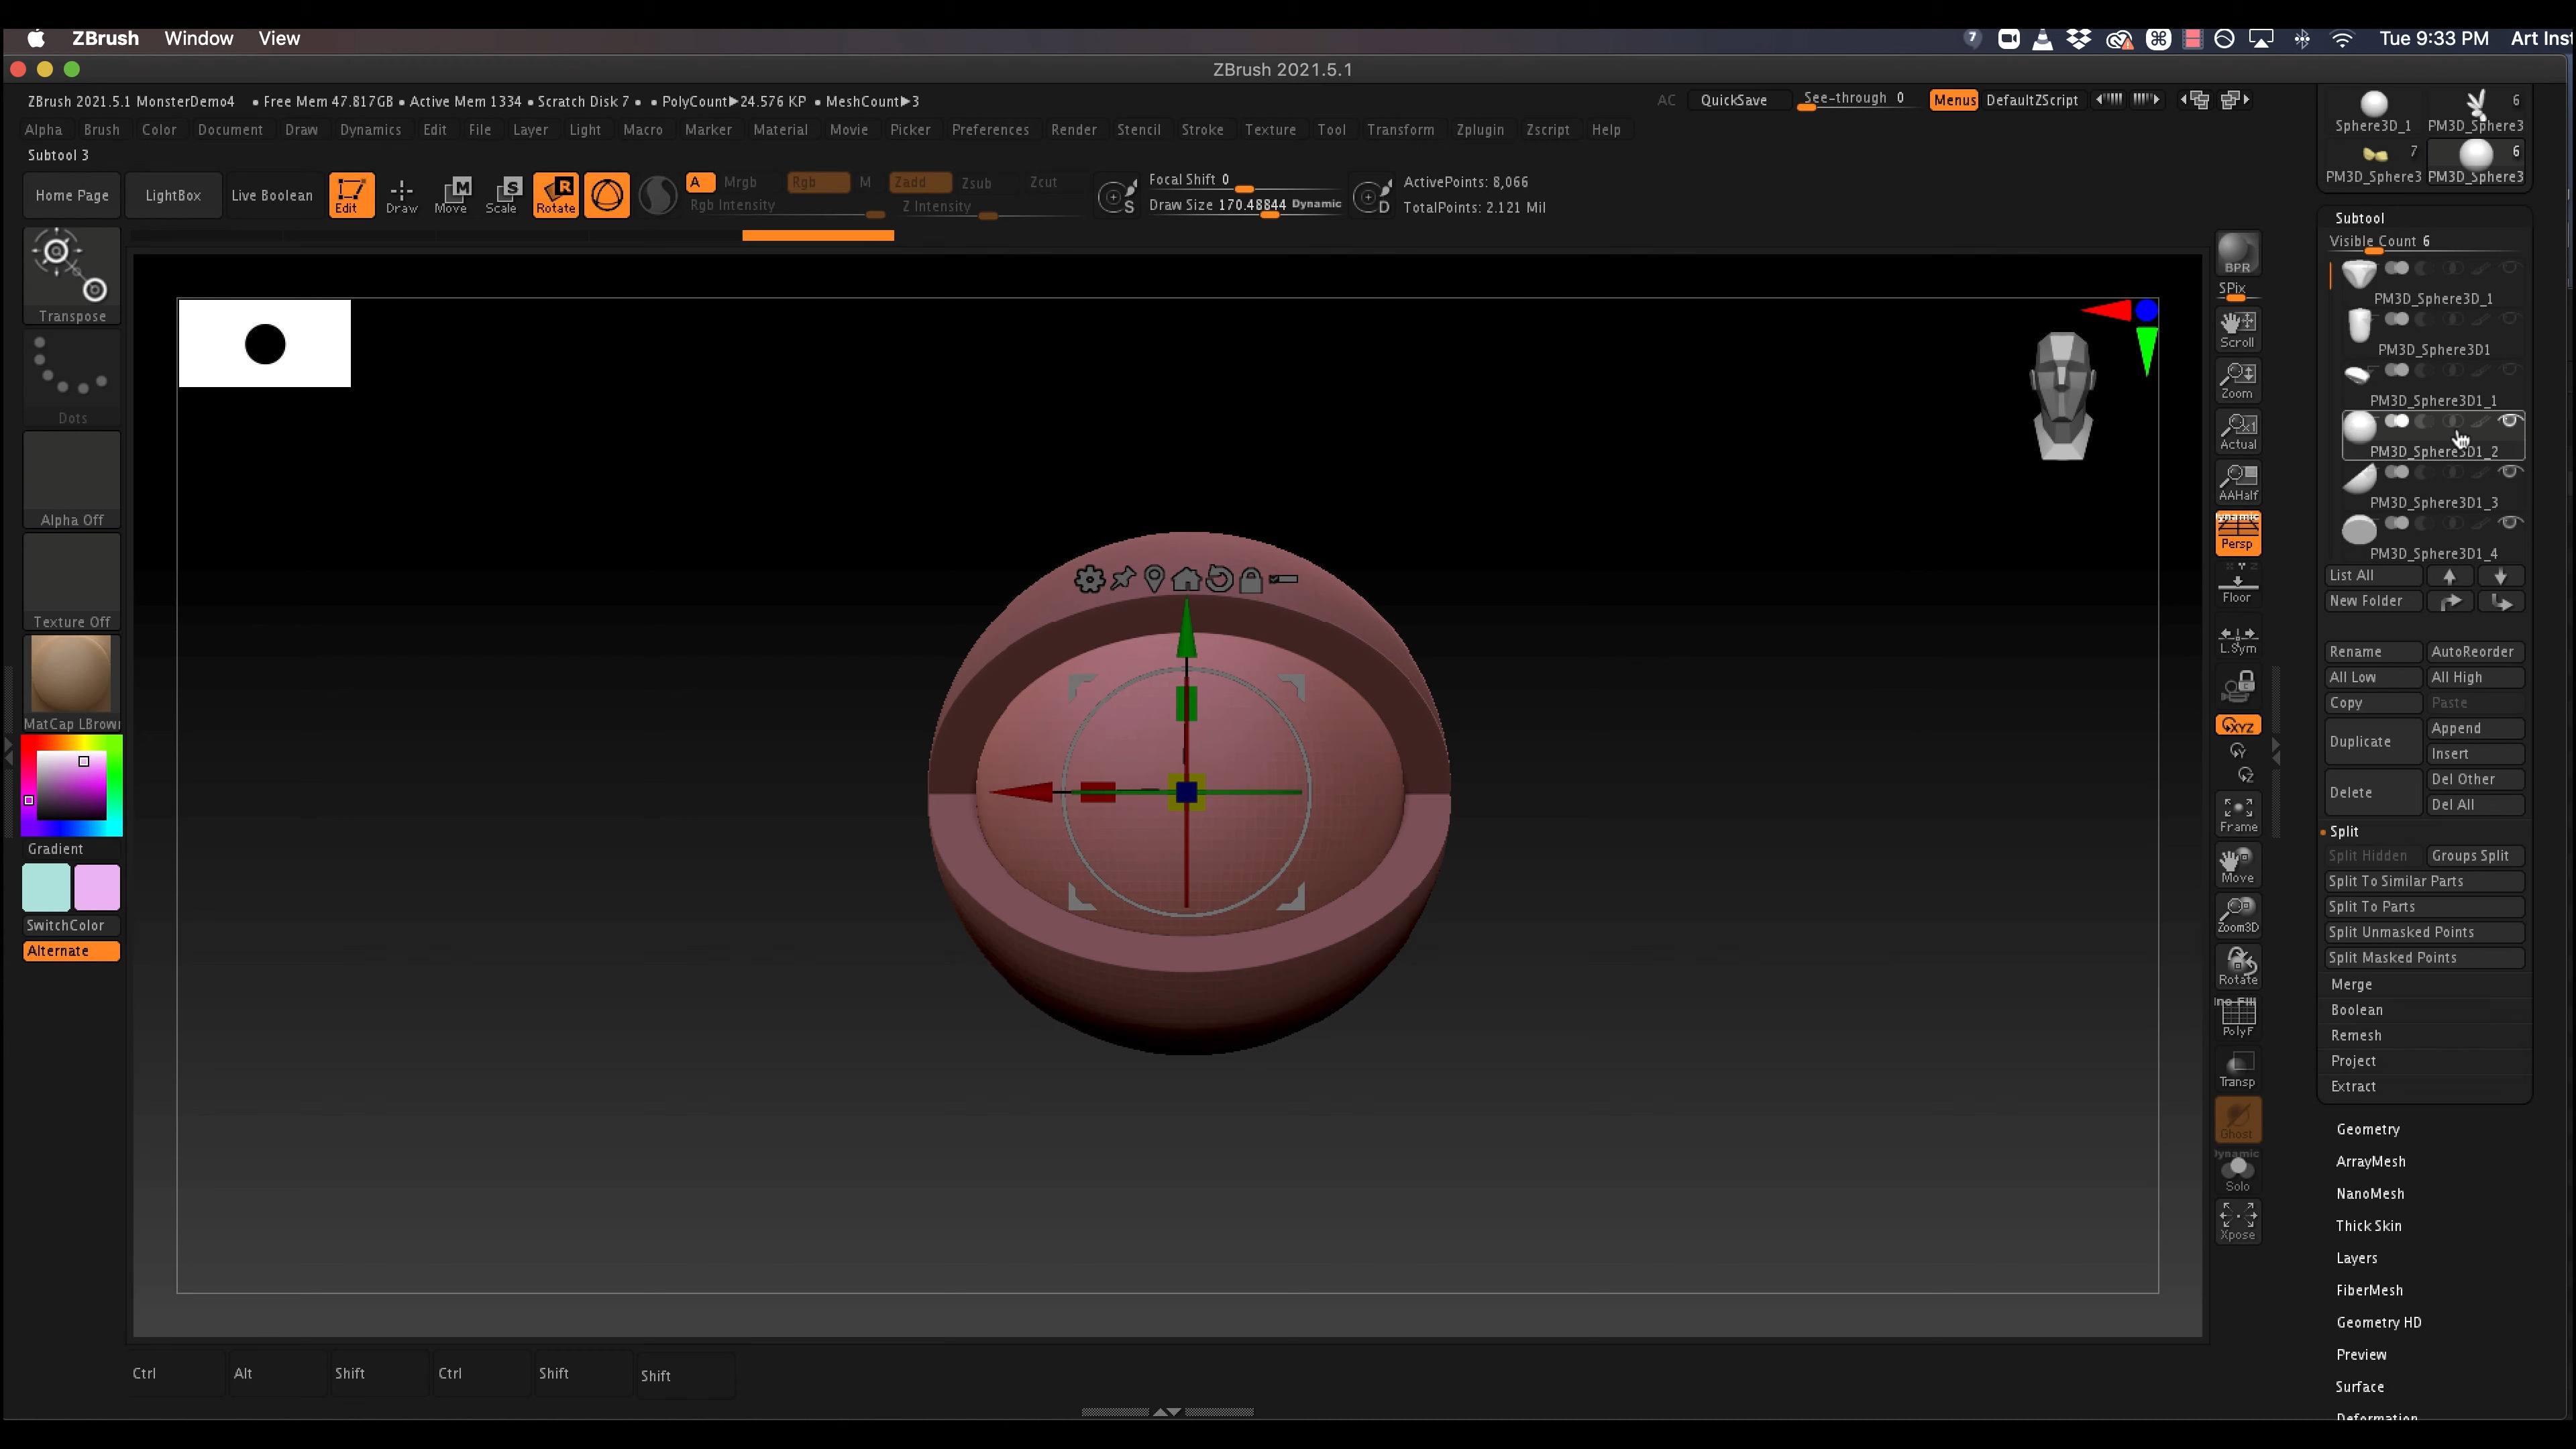 ZBrush Window View 7 Tue 9:33 PM Art Inst
ZBrush 2021.5.1
ZBrush 2021.5.1 MonsterDemo4 • Free Mem 47.817GB • Active Mem 1334 • Scratch Disk 7 • • PolyCount▶24.576 KP • MeshCount▶3
AC QuickSave See-through 0 Menus DefaultZScript
Alpha Brush Color Document Draw Dynamics Edit File Layer Light Macro Marker Material Movie Picker Preferences Render Stencil Stroke Texture Tool Transform Zplugin Zscript Help
Subtool 3
Home Page LightBox Live Boolean Edit Draw Move Scale Rotate
M S R
A Mrgb Rgb M Zadd Zsub Zcut
Rgb Intensity Z Intensity
S Focal Shift 0
Draw Size 170.48844 Dynamic
D ActivePoints: 8,066
TotalPoints: 2.121 Mil
Transpose
Dots
Alpha Off
Texture Off
MatCap LBrown
Gradient
SwitchColor
Alternate
BPR
SPix
Scroll
Zoom
Actual
AAHalf
Dynamic
Persp
Floor
L.Sym
XYZ
Y
Z
Frame
Move
Zoom3D
Rotate
Line Fill
PolyF
Transp
Ghost
Dynamic
Solo
Xpose
6
Sphere3D_1 PM3D_Sphere3
7 6
PM3D_Sphere3 PM3D_Sphere3
Subtool
Visible Count 6
PM3D_Sphere3D_1
PM3D_Sphere3D1
PM3D_Sphere3D1_1
PM3D_Sphere3D1_2
PM3D_Sphere3D1_3
PM3D_Sphere3D1_4
List All
New Folder
Rename AutoReorder
All Low All High
Copy Paste
Duplicate Append
Insert
Delete Del Other
Del All
Split
Split Hidden Groups Split
Split To Similar Parts
Split To Parts
Split Unmasked Points
Split Masked Points
Merge
Boolean
Remesh
Project
Extract
Geometry
ArrayMesh
NanoMesh
Thick Skin
Layers
FiberMesh
Geometry HD
Preview
Surface
Deformation
Ctrl Alt Shift Ctrl Shift Shift